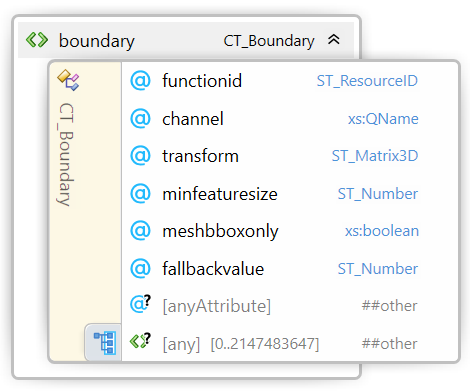 boundary CT_Boundary
CT_Boundary
functionid ST_ResourceID
channel xs:QName
transform ST_Matrix3D
minfeaturesize ST_Number
meshbboxonly xs:boolean
fallbackvalue ST_Number
[anyAttribute] ##other
[any] [0..2147483647] ##other